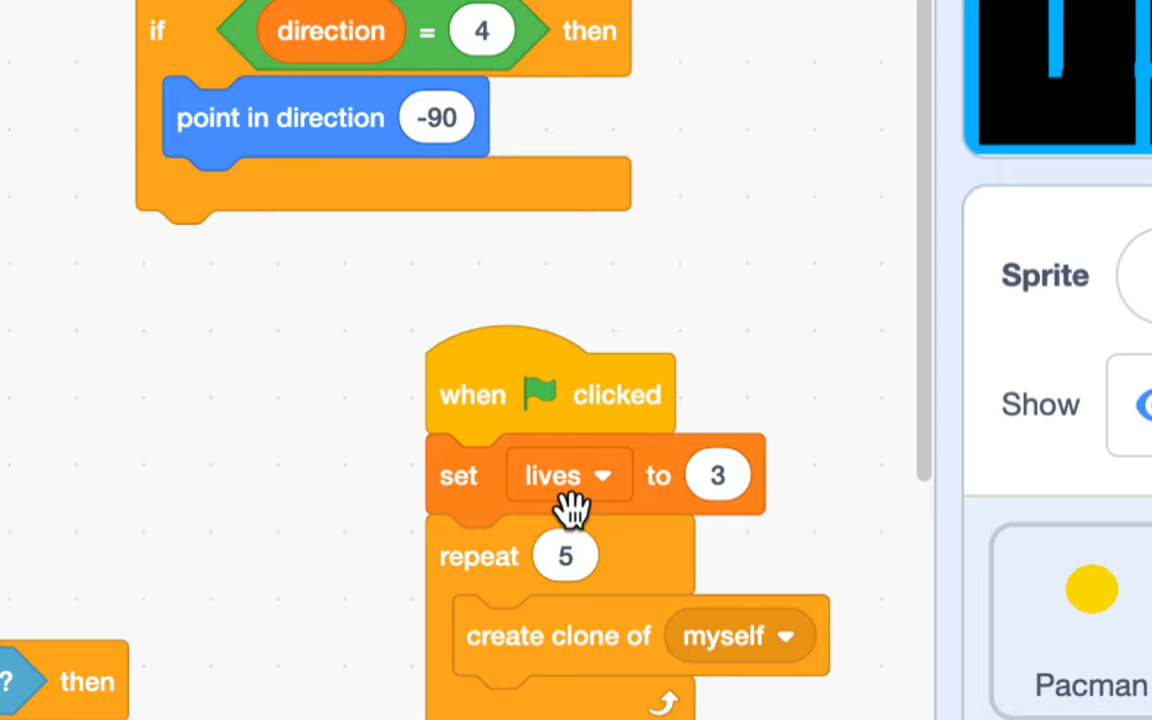 if direction = 4 then
point in direction -90
Sprite
when clicked
Show
set lives to 3
repeat 5
create clone of myself
? then
Pacman